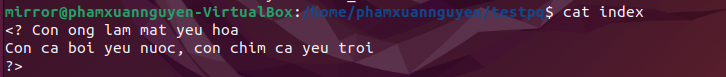 mirror@phamxuannguyen-VirtualBox:/home/phamxuannguyen/testpq$ cat index
<? Con ong lam mat yeu hoa
Con ca boi yeu nuoc, con chim ca yeu troi
?>